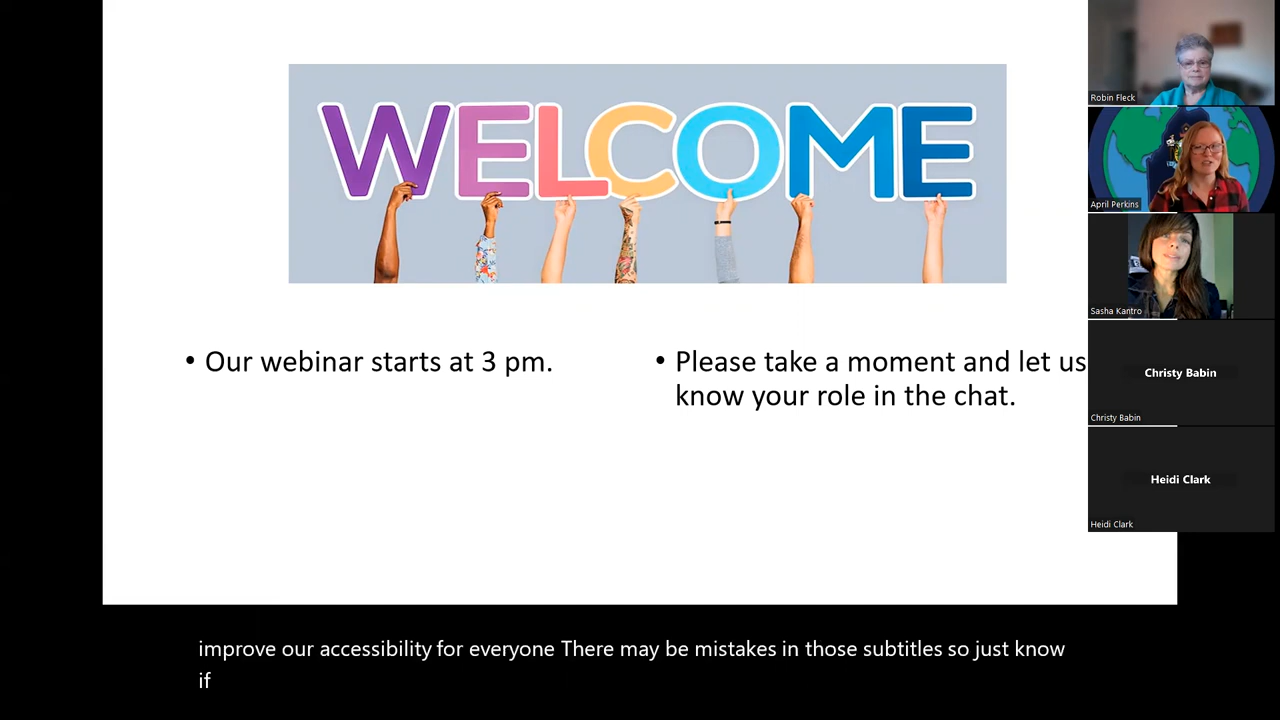 WELCOME
• Our webinar starts at 3 pm.
• Please take a moment and let us
know your role in the chat.
Robin Fleck
April Perkins
Sasha Kantro
Christy Babin
Christy Babin
Heidi Clark
Heidi Clark
improve our accessibility for everyone There may be mistakes in those subtitles so just know
if